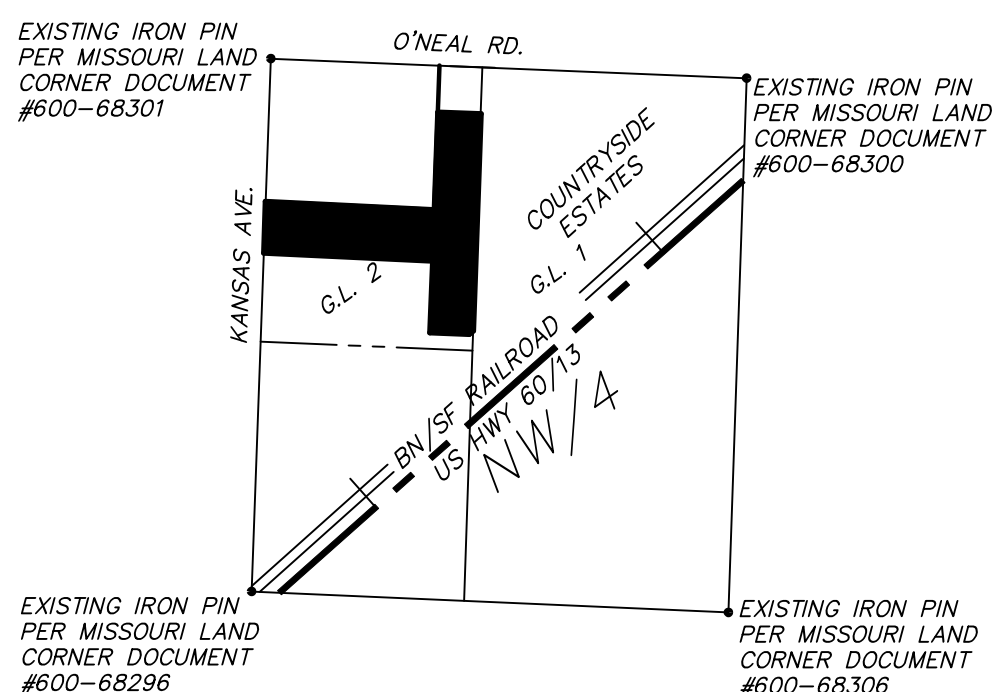 EXISTING IRON PIN
PER MISSOURI LAND
CORNER DOCUMENT
#600-68301
O'NEAL RD.
EXISTING IRON PIN
PER MISSOURI LAND
CORNER DOCUMENT
#600-68300
COUNTRYSIDE
ESTATES
G.L. 1
KANSAS AVE.
G.L. 2
BN/SF RAILROAD
US HWY 60/13
NW/4
EXISTING IRON PIN
PER MISSOURI LAND
CORNER DOCUMENT
#600-68296
EXISTING IRON PIN
PER MISSOURI LAND
CORNER DOCUMENT
#600-68306